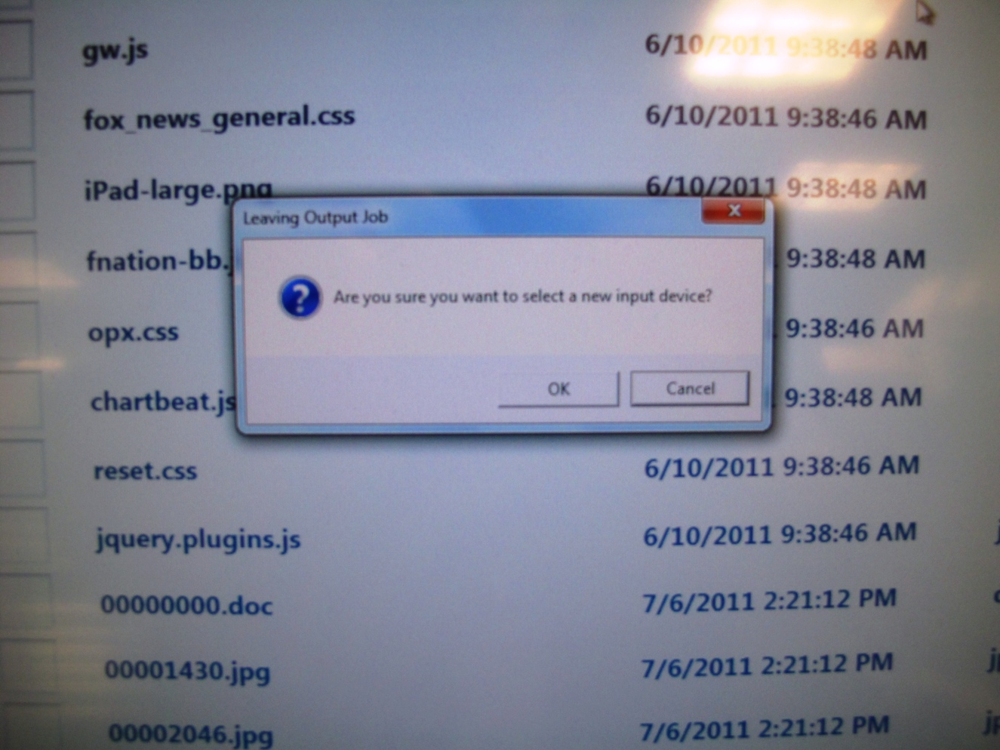 gw.js 6/10/2011 9:38:48 AM
fox_news_general.css 6/10/2011 9:38:46 AM
iPad-large.png 6/10/2011 9:38:48 AM
Leaving Output Job
fnation-bb. 9:38:48 AM
Are you sure you want to select a new input device?
opx.css 9:38:46 AM
OK Cancel
chartbeat.js 9:38:48 AM
reset.css 6/10/2011 9:38:46 AM
jquery.plugins.js 6/10/2011 9:38:46 AM
00000000.doc 7/6/2011 2:21:12 PM
00001430.jpg 7/6/2011 2:21:12 PM
00002046.jpg 7/6/2011 2:21:12 PM